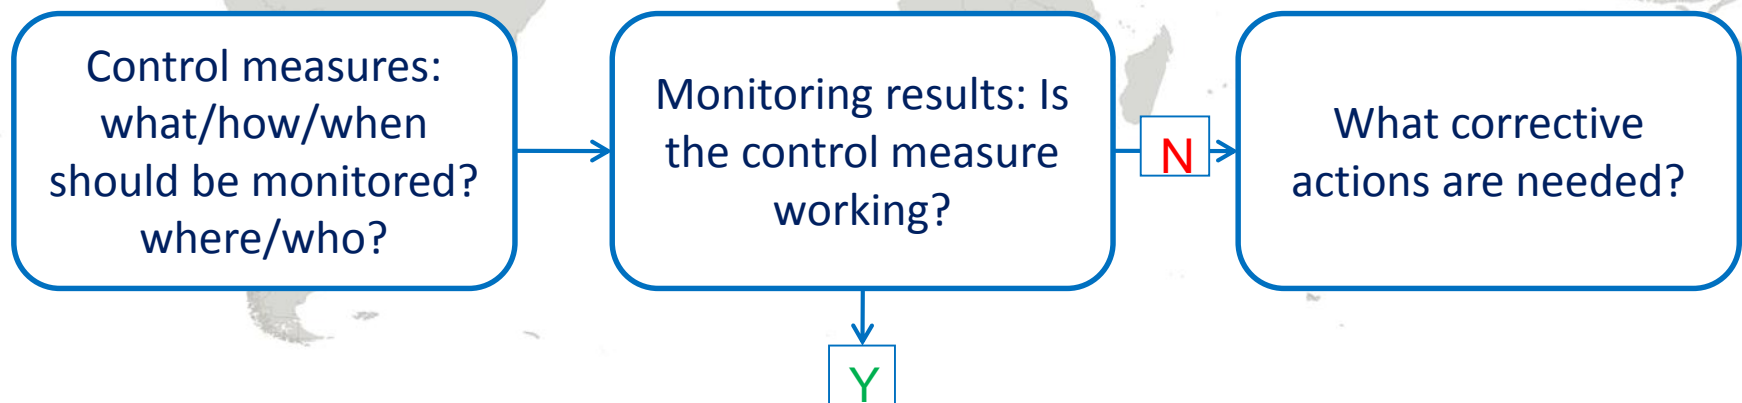 Control measures:
what/how/when
should be monitored?
where/who?
Monitoring results: Is
the control measure
working?
N
What corrective
actions are needed?
Y